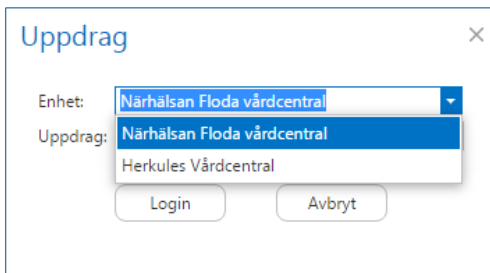 Uppdrag
Enhet: Närhälsan Floda vårdcentral
Uppdrag: Närhälsan Floda vårdcentral
Herkules Vårdcentral
Login Avbryt